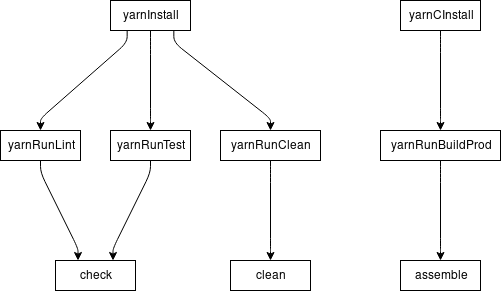 yarnInstall
yarnCInstall
yarnRunLint
yarnRunTest
yarnRunClean
yarnRunBuildProd
check
clean
assemble